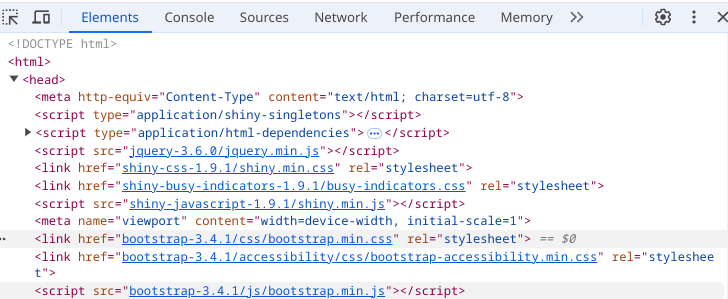 Elements Console Sources Network Performance Memory
<!DOCTYPE html>
<html>
<head>
<meta http-equiv="Content-Type" content="text/html; charset=utf-8">
<script type="application/shiny-singletons"></script>
<script type="application/html-dependencies"> ⋯ </script>
<script src="jquery-3.6.0/jquery.min.js"></script>
<link href="shiny-css-1.9.1/shiny.min.css" rel="stylesheet">
<link href="shiny-busy-indicators-1.9.1/busy-indicators.css" rel="stylesheet">
<script src="shiny-javascript-1.9.1/shiny.min.js"></script>
<meta name="viewport" content="width=device-width, initial-scale=1">
<link href="bootstrap-3.4.1/css/bootstrap.min.css" rel="stylesheet"> == $0
<link href="bootstrap-3.4.1/accessibility/css/bootstrap-accessibility.min.css" rel="styleshee
t">
<script src="bootstrap-3.4.1/js/bootstrap.min.js"></script>